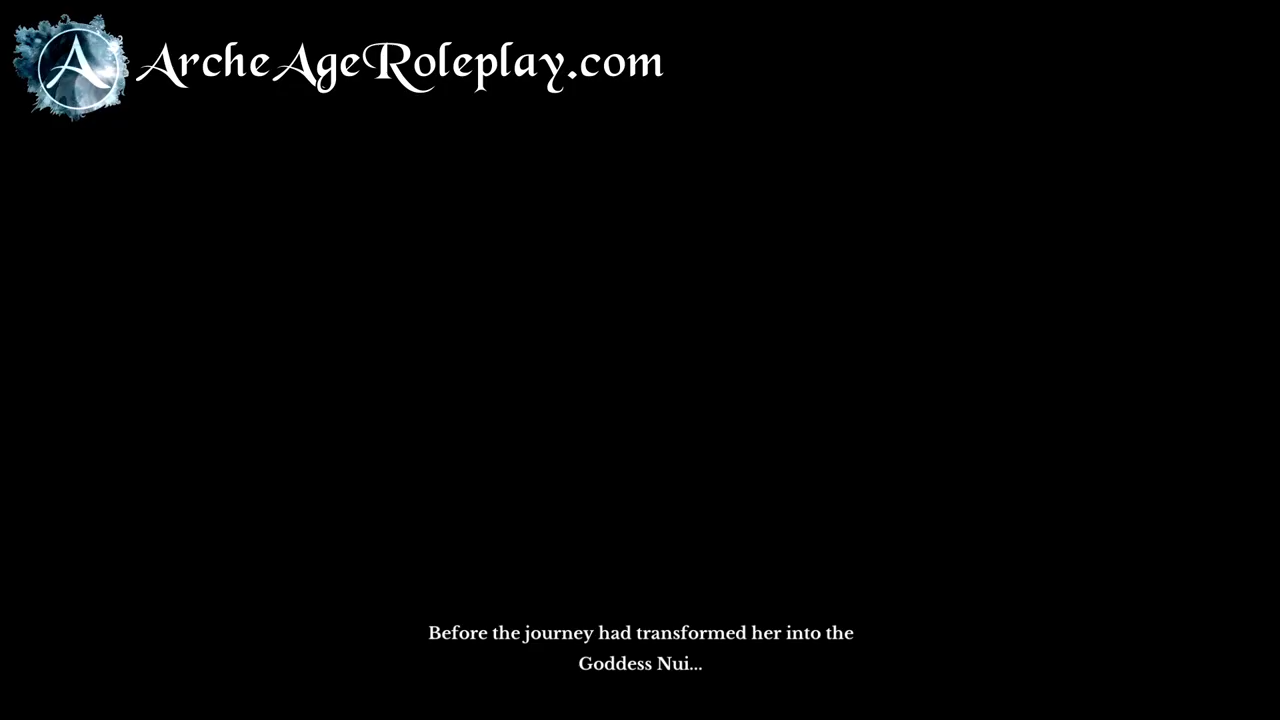 ArcheAgeRoleplay.com
Before the journey had transformed her into the
Goddess Nui...